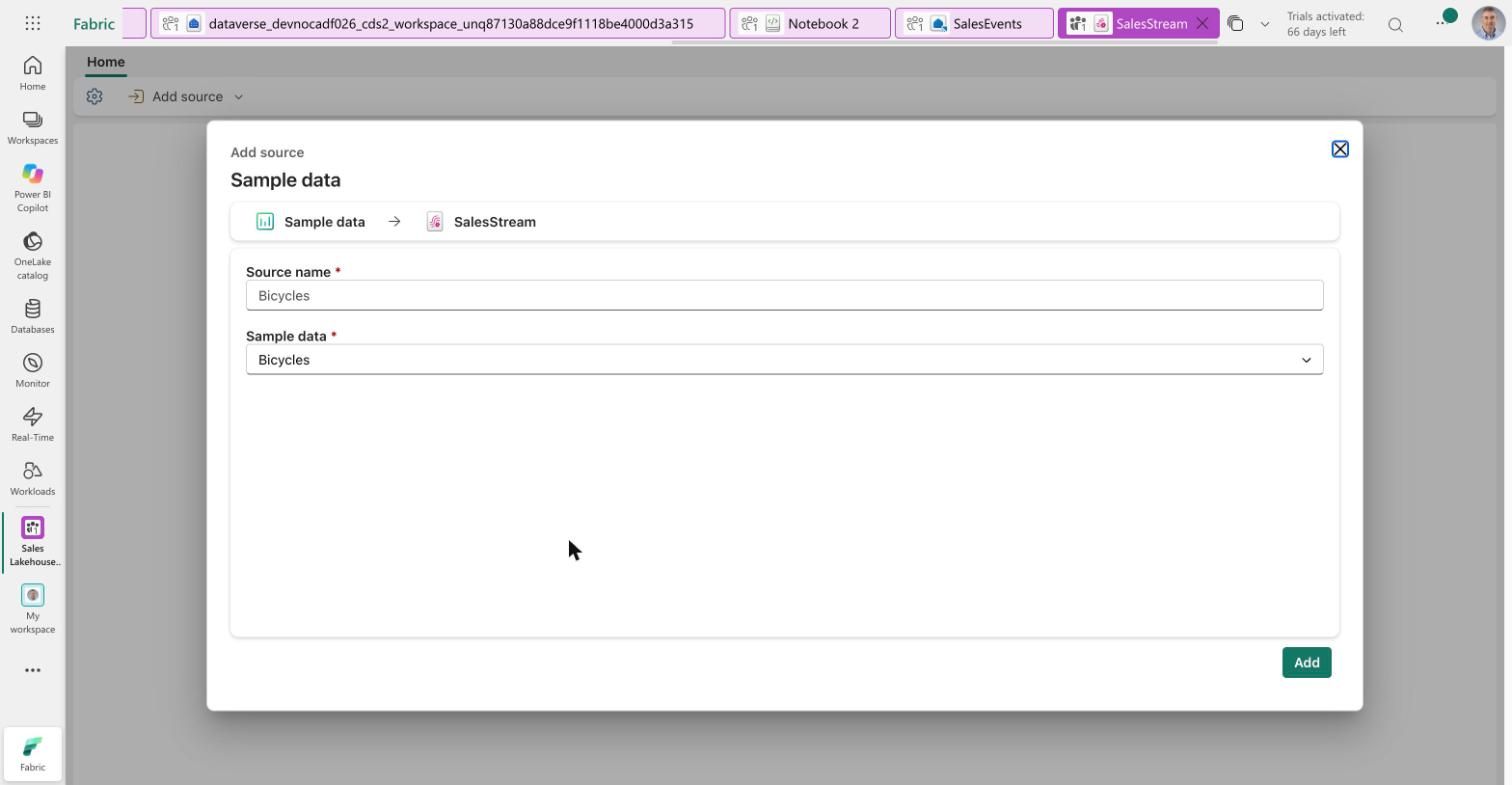 Fabric
dataverse_devnocadf026_cds2_workspace_unq87130a88dce9f1118be4000d3a315
Notebook 2
SalesEvents
SalesStream
Trials activated:
66 days left
Home
Workspaces
Power BI
Copilot
OneLake
catalog
Databases
Monitor
Real-Time
Workloads
Sales
Lakehouse..
My
workspace
Fabric
Home
Add source
Add source
Sample data
Sample data → SalesStream
Source name *
Bicycles
Sample data *
Bicycles
Add